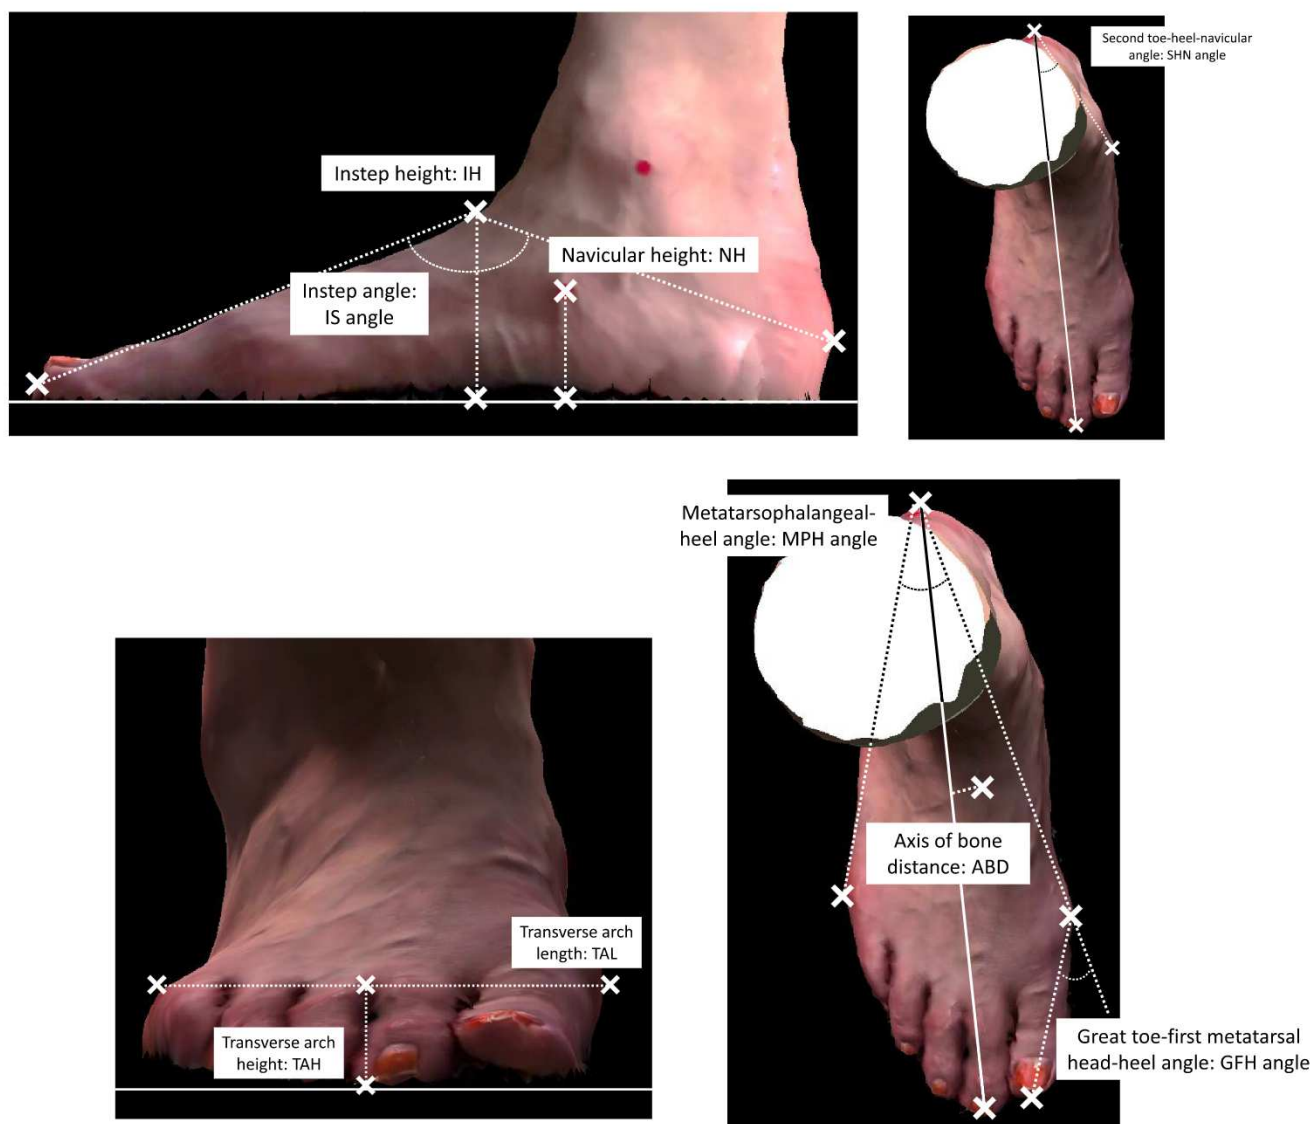 Instep height: IH
Navicular height: NH
Instep angle:
IS angle
Second toe-heel-navicular
angle: SHN angle
Metatarsophalangeal-
heel angle: MPH angle
Axis of bone
distance: ABD
Transverse arch
length: TAL
Transverse arch
height: TAH
Great toe-first metatarsal
head-heel angle: GFH angle